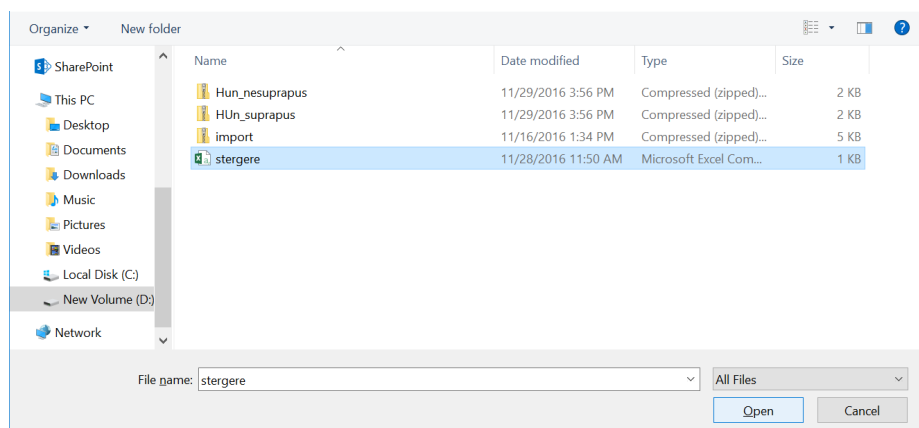 Organize New folder
Name Date modified Type Size
SharePoint
This PC
Desktop
Documents
Downloads
Music
Pictures
Videos
Local Disk (C:)
New Volume (D:)
Network
Hun_nesuprapus 11/29/2016 3:56 PM Compressed (zipped)... 2 KB
HUn_suprapus 11/29/2016 3:56 PM Compressed (zipped)... 2 KB
import 11/16/2016 1:34 PM Compressed (zipped)... 5 KB
stergere 11/28/2016 11:50 AM Microsoft Excel Com... 1 KB
File name: stergere All Files
Open Cancel